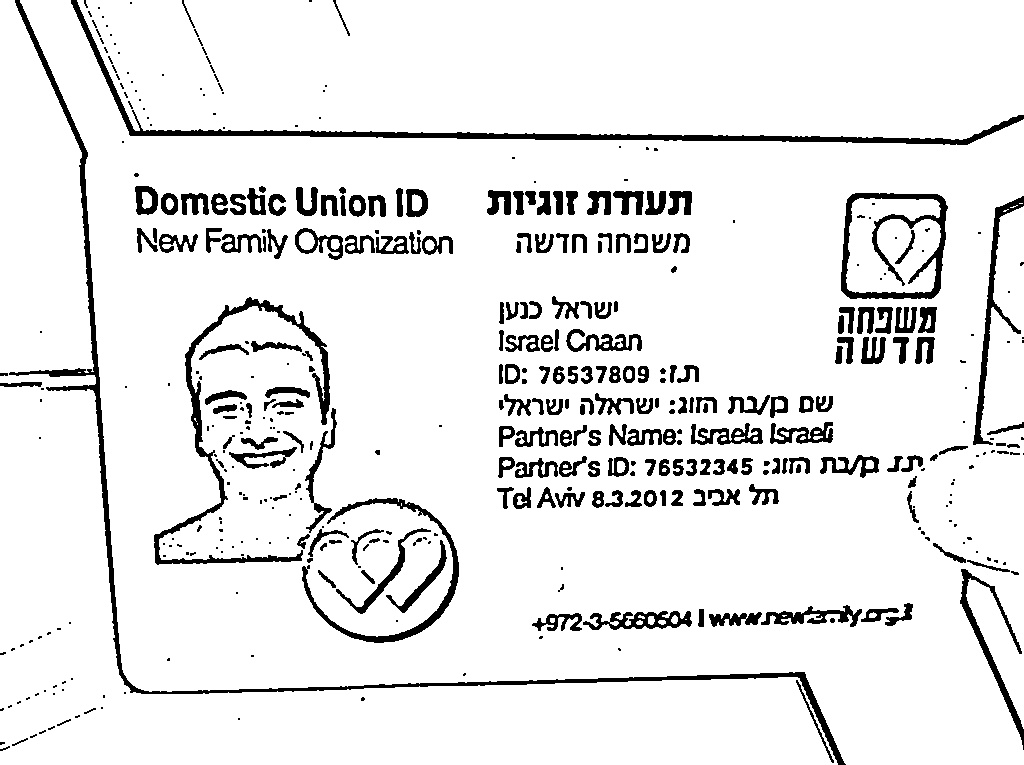 Domestic Union ID תעודת זוגיות
New Family Organization משפחה חדשה
משפחה
חדשה
ישראל כנען
Israel Cnaan
ID: 76537809 :ת.ז
שם בן/בת הזוג: ישראלה ישראלי
Partner's Name: Israela Israeli
Partner's ID: 76532345 :ת.ז. בן/בת הזוג
Tel Aviv 8.3.2012 תל אביב
+972-3-5660504 | www.newfamily.org.il